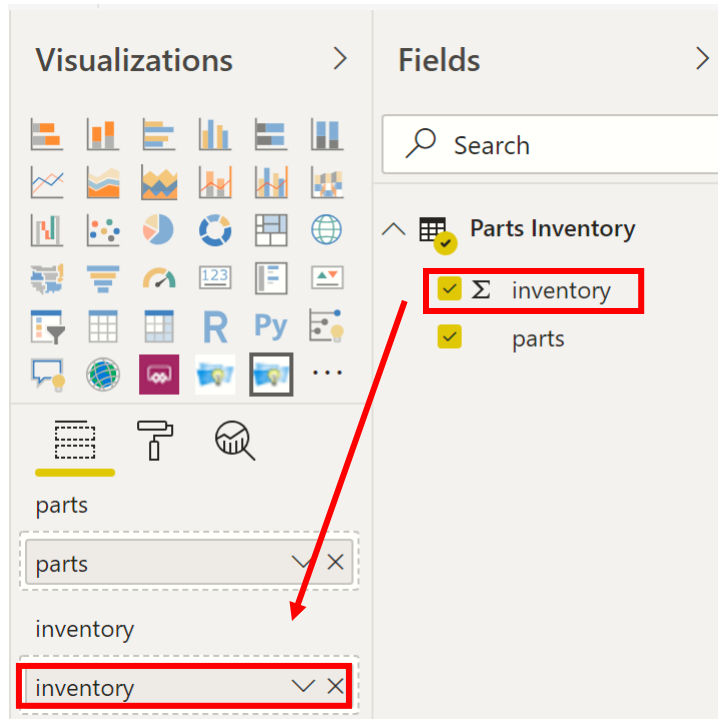 Visualizations
Fields
Search
Parts Inventory
inventory
parts
123
R
Py
parts
parts
inventory
inventory